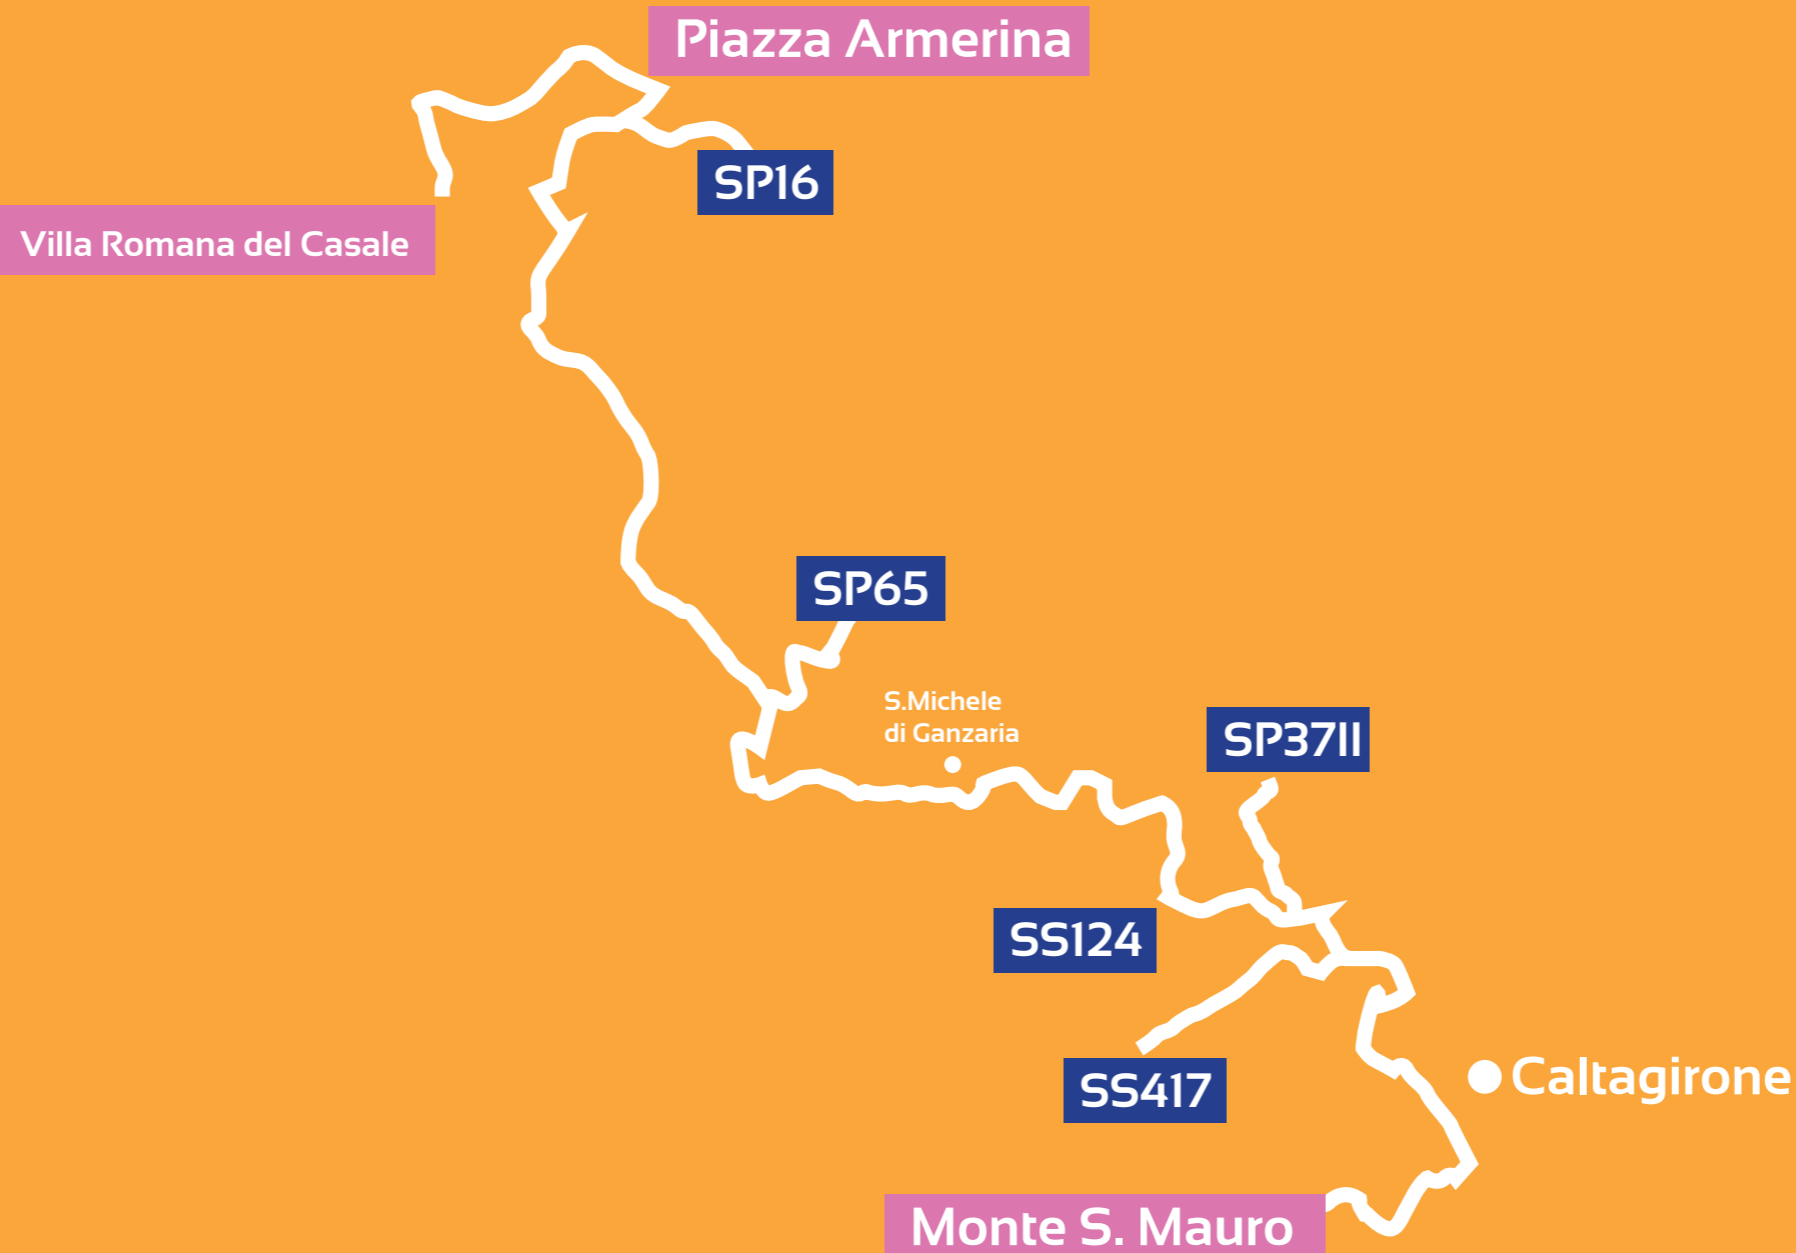 Piazza Armerina
SP16
Villa Romana del Casale
SP65
S.Michele
di Ganzaria
SP37II
SS124
SS417
Caltagirone
Monte S. Mauro